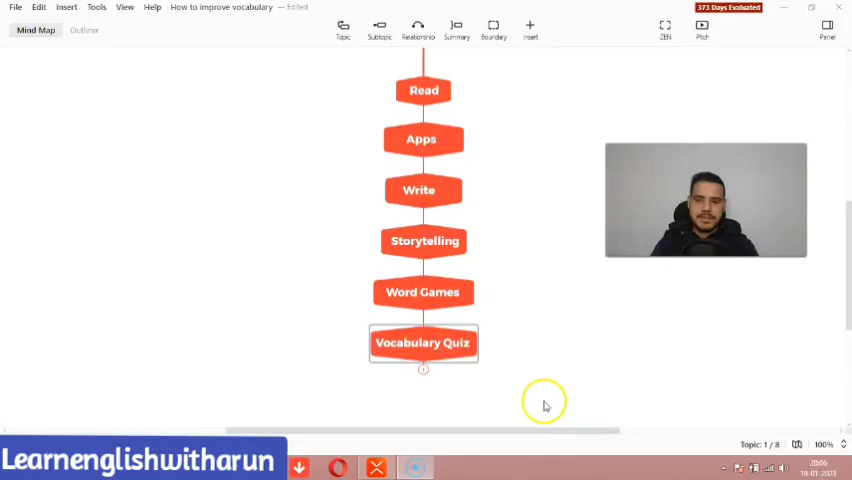 File Edit Insert Tools View Help How to improve vocabulary — Edited 373 Days Evaluated
Mind Map Outliner Topic Subtopic Relationship Summary Boundary Insert ZEN Pitch Panel
Read
Apps
Write
Storytelling
Word Games
Vocabulary Quiz
1
Topic: 1 / 8 100%
Learnenglishwitharun
20:06
19-01-2023